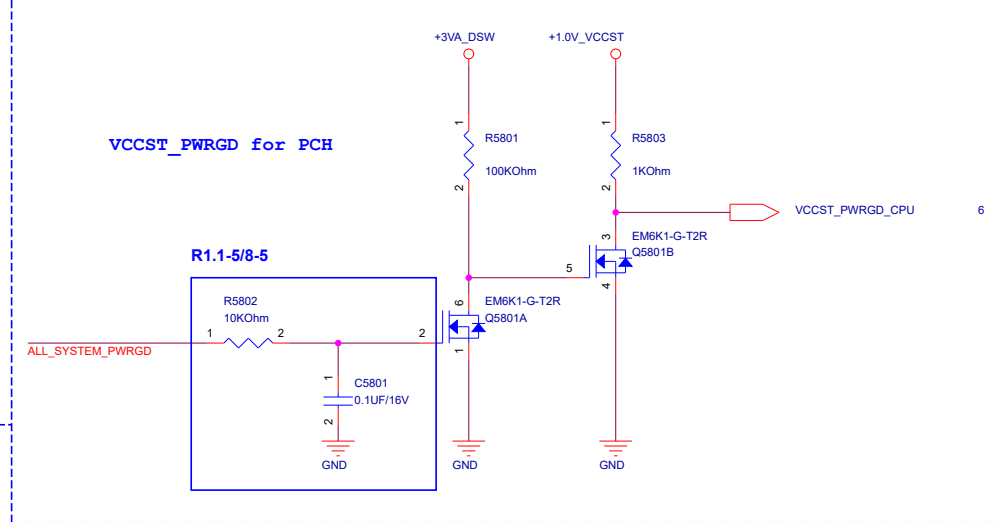 +3VA_DSW
+1.0V_VCCST
VCCST_PWRGD for PCH
1
R5801
100KOhm
2
1
R5803
1KOhm
2
VCCST_PWRGD_CPU
6
3
EM6K1-G-T2R
Q5801B
5
4
R1.1-5/8-5
R5802
10KOhm
1
2
2
6
EM6K1-G-T2R
Q5801A
1
ALL_SYSTEM_PWRGD
1
C5801
0.1UF/16V
2
GND
GND
GND